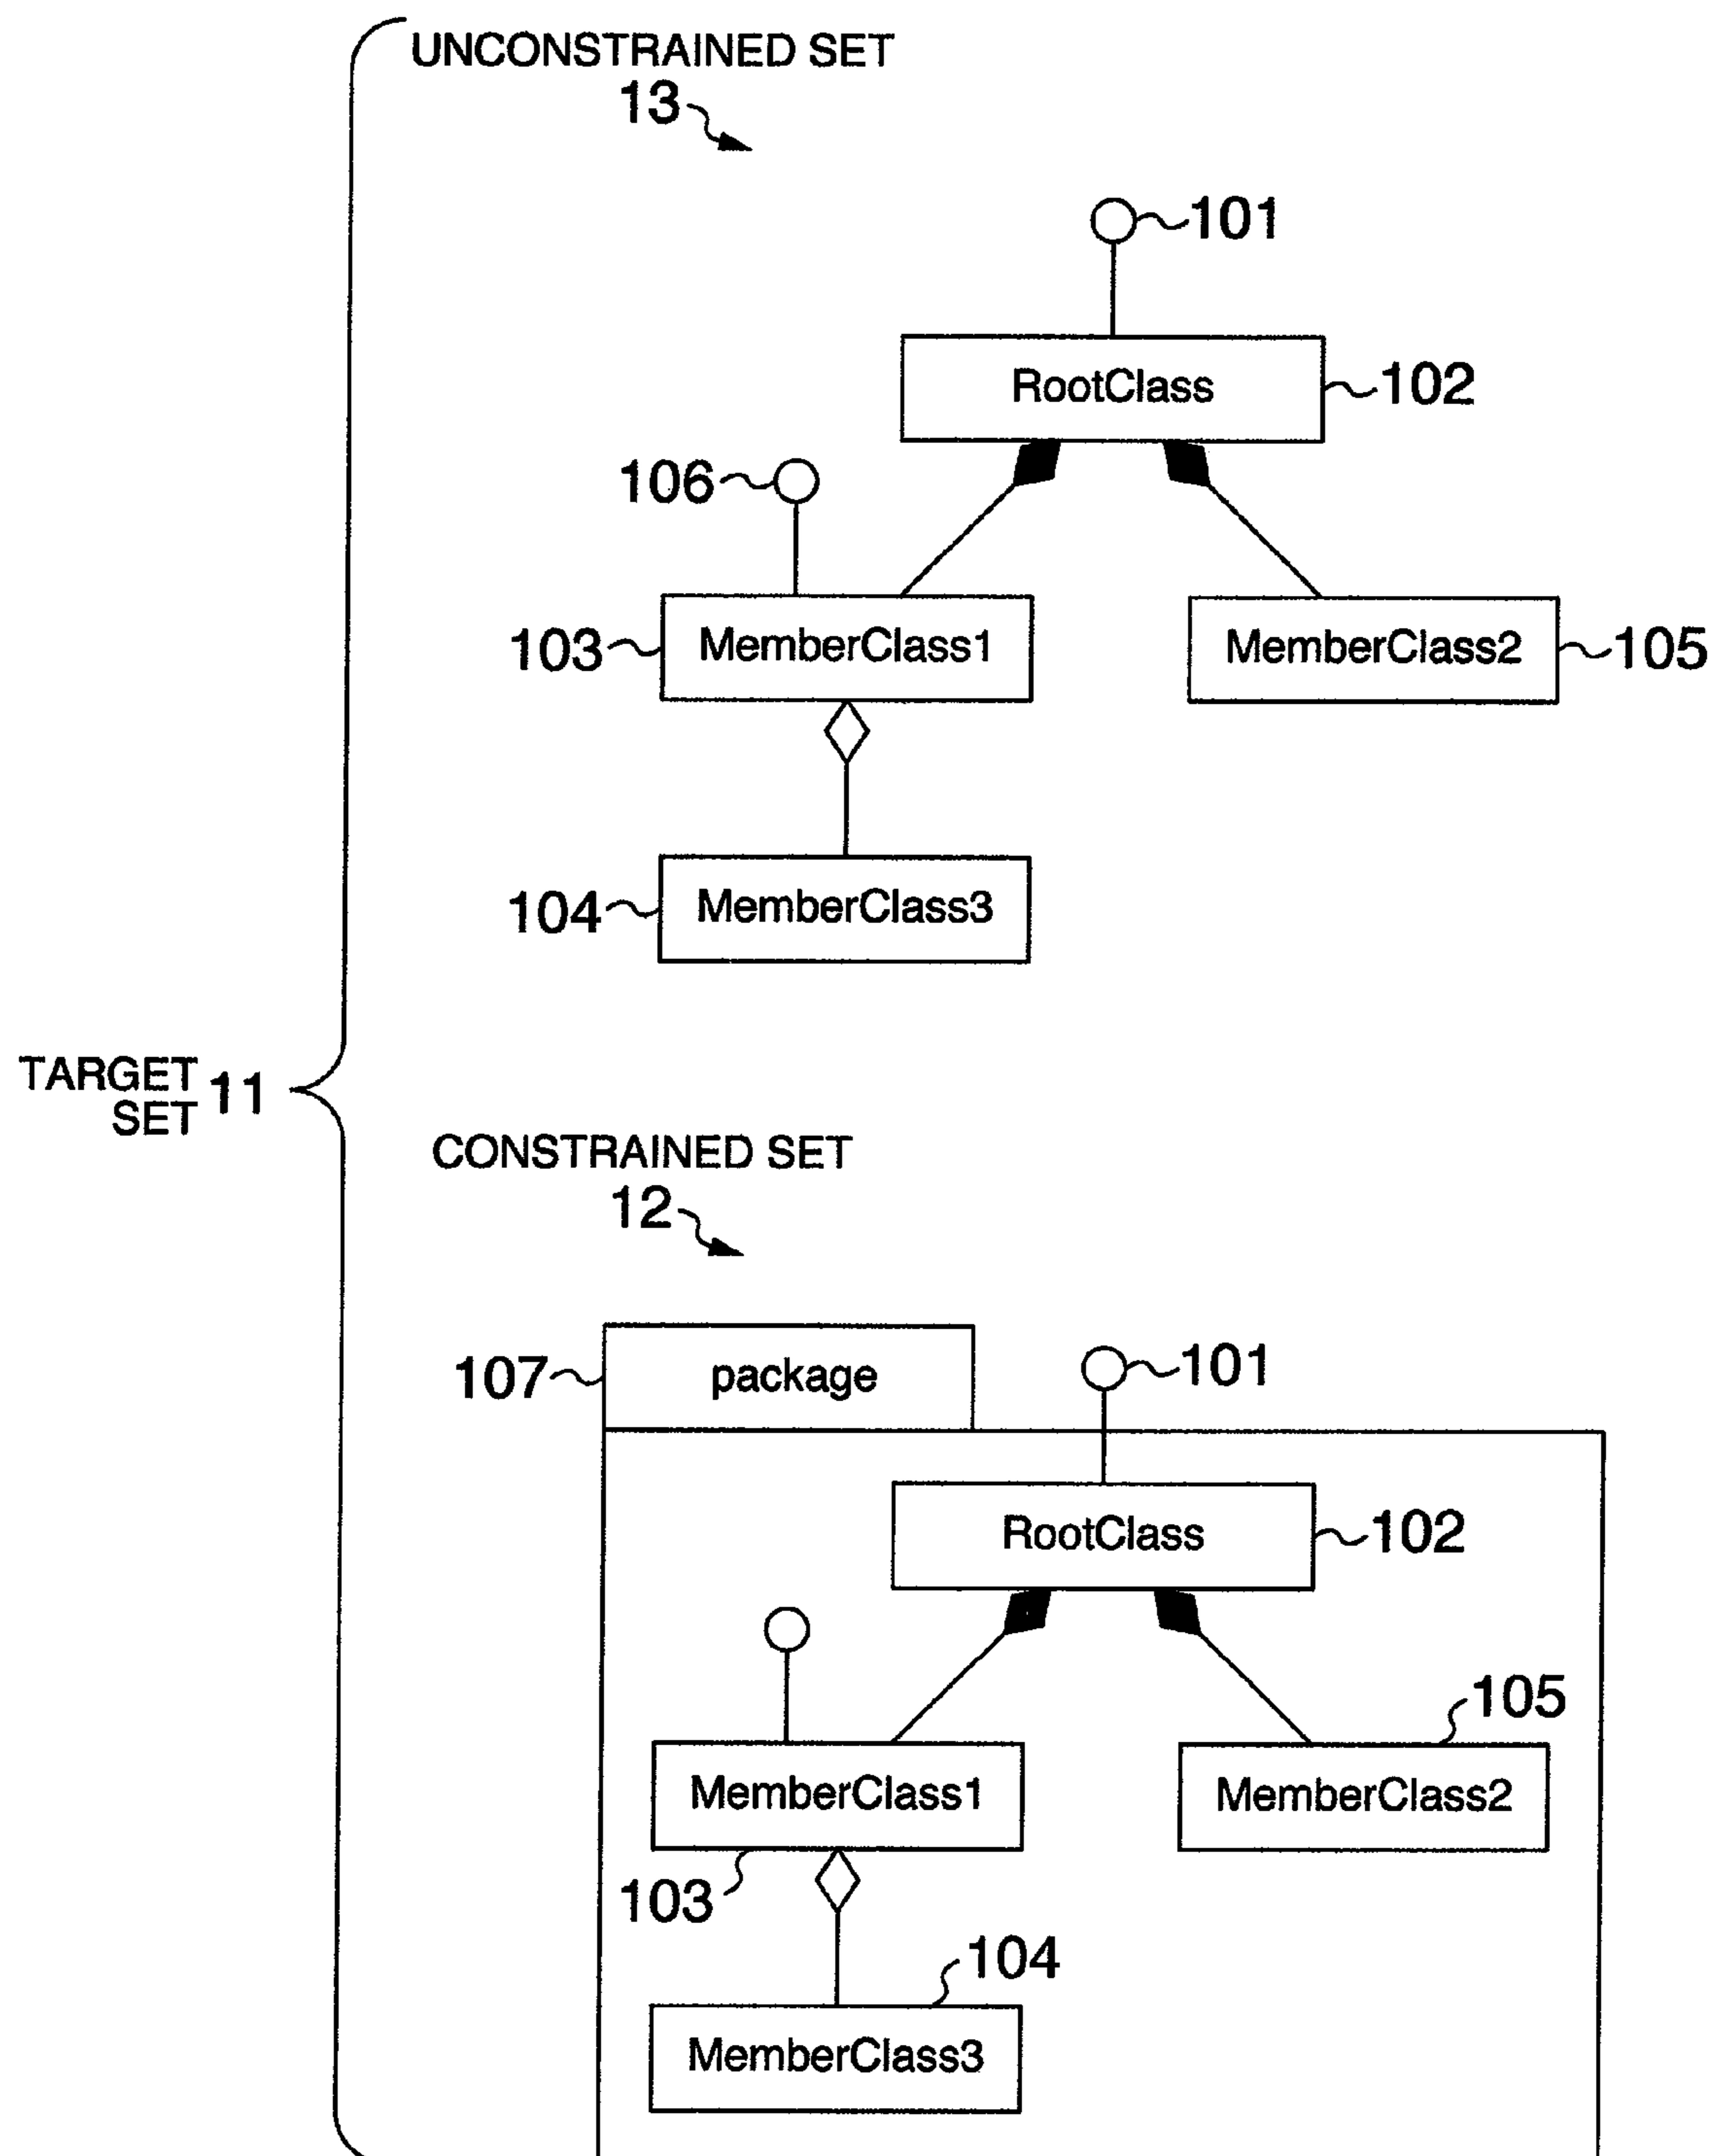 UNCONSTRAINED SET
13
101
RootClass
102
106
103
MemberClass1
MemberClass2
105
104
MemberClass3
TARGET
SET
11
CONSTRAINED SET
12
107
package
101
RootClass
102
105
MemberClass1
MemberClass2
103
104
MemberClass3